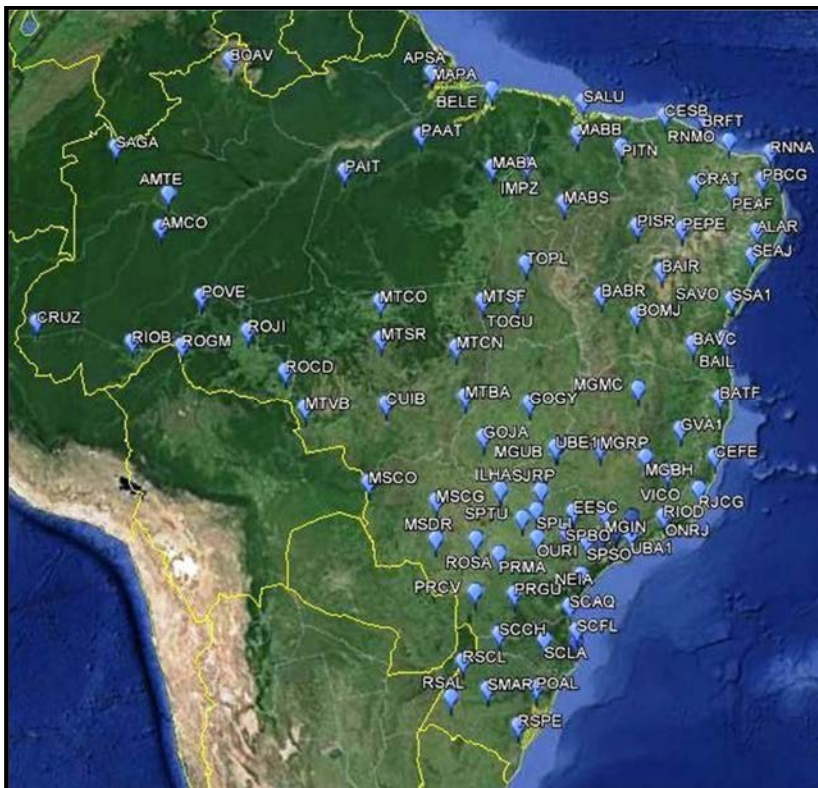 BOAV
APSA
MAPA
BELE
SALU
CESB
BRFT
SAGA
PAAT
MABB
PITN
RNMO
RNNA
PAIT
MABA
IMPZ
CRAT
PBCG
AMTE
MABS
PEAF
AMCO
PISR
PEPE
ALAR
SEAJ
TOPL
BAIR
POVE
MTCO
MTSF
BABR
SAVO
SSA1
TOGU
BOMJ
CRUZ
ROJI
RIOB
ROGM
MTSR
MTCN
BAVC
BAIL
ROCD
MTBA
MGMC
BATF
MTVB
CUIB
GOGY
GOJA
GVA1
MGUB
UBE1
MGRP
CEFE
MGBH
MSCO
ILHA
SJRP
MSCG
VICO
RJCG
SPTU
EESC
RIOD
MSDR
SPLI
MGIN
ONRJ
SPBO
UBA1
ROSA
OURI
SPSO
PRMA
NEIA
PRCV
PRGU
SCAQ
SCCH
SCFL
SCLA
RSCL
RSAL
SMAR
POAL
RSPE